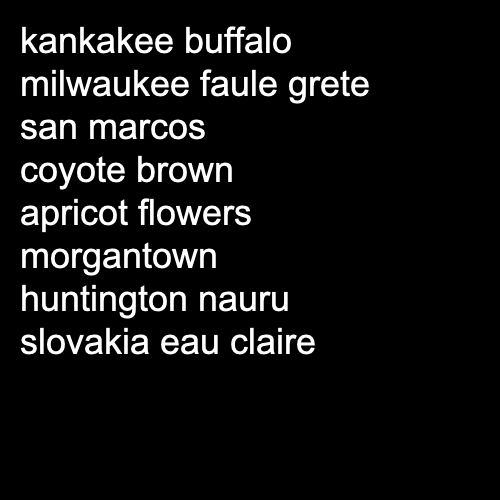 kankakee buffalo
milwaukee faule grete
san marcos
coyote brown
apricot flowers
morgantown
huntington nauru
slovakia eau claire